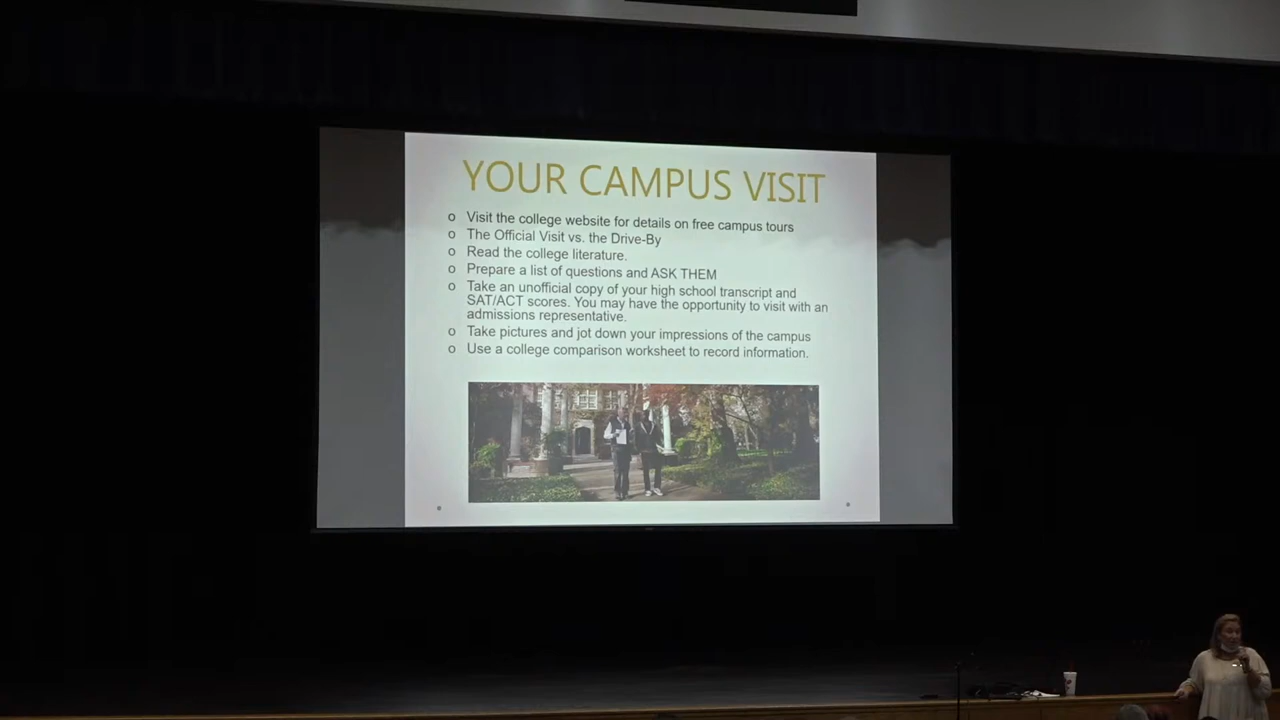 YOUR CAMPUS VISIT
o Visit the college website for details on free campus tours
o The Official Visit vs. the Drive-By
o Read the college literature.
o Prepare a list of questions and ASK THEM
o Take an unofficial copy of your high school transcript and
SAT/ACT scores. You may have the opportunity to visit with an
admissions representative.
o Take pictures and jot down your impressions of the campus
o Use a college comparison worksheet to record information.